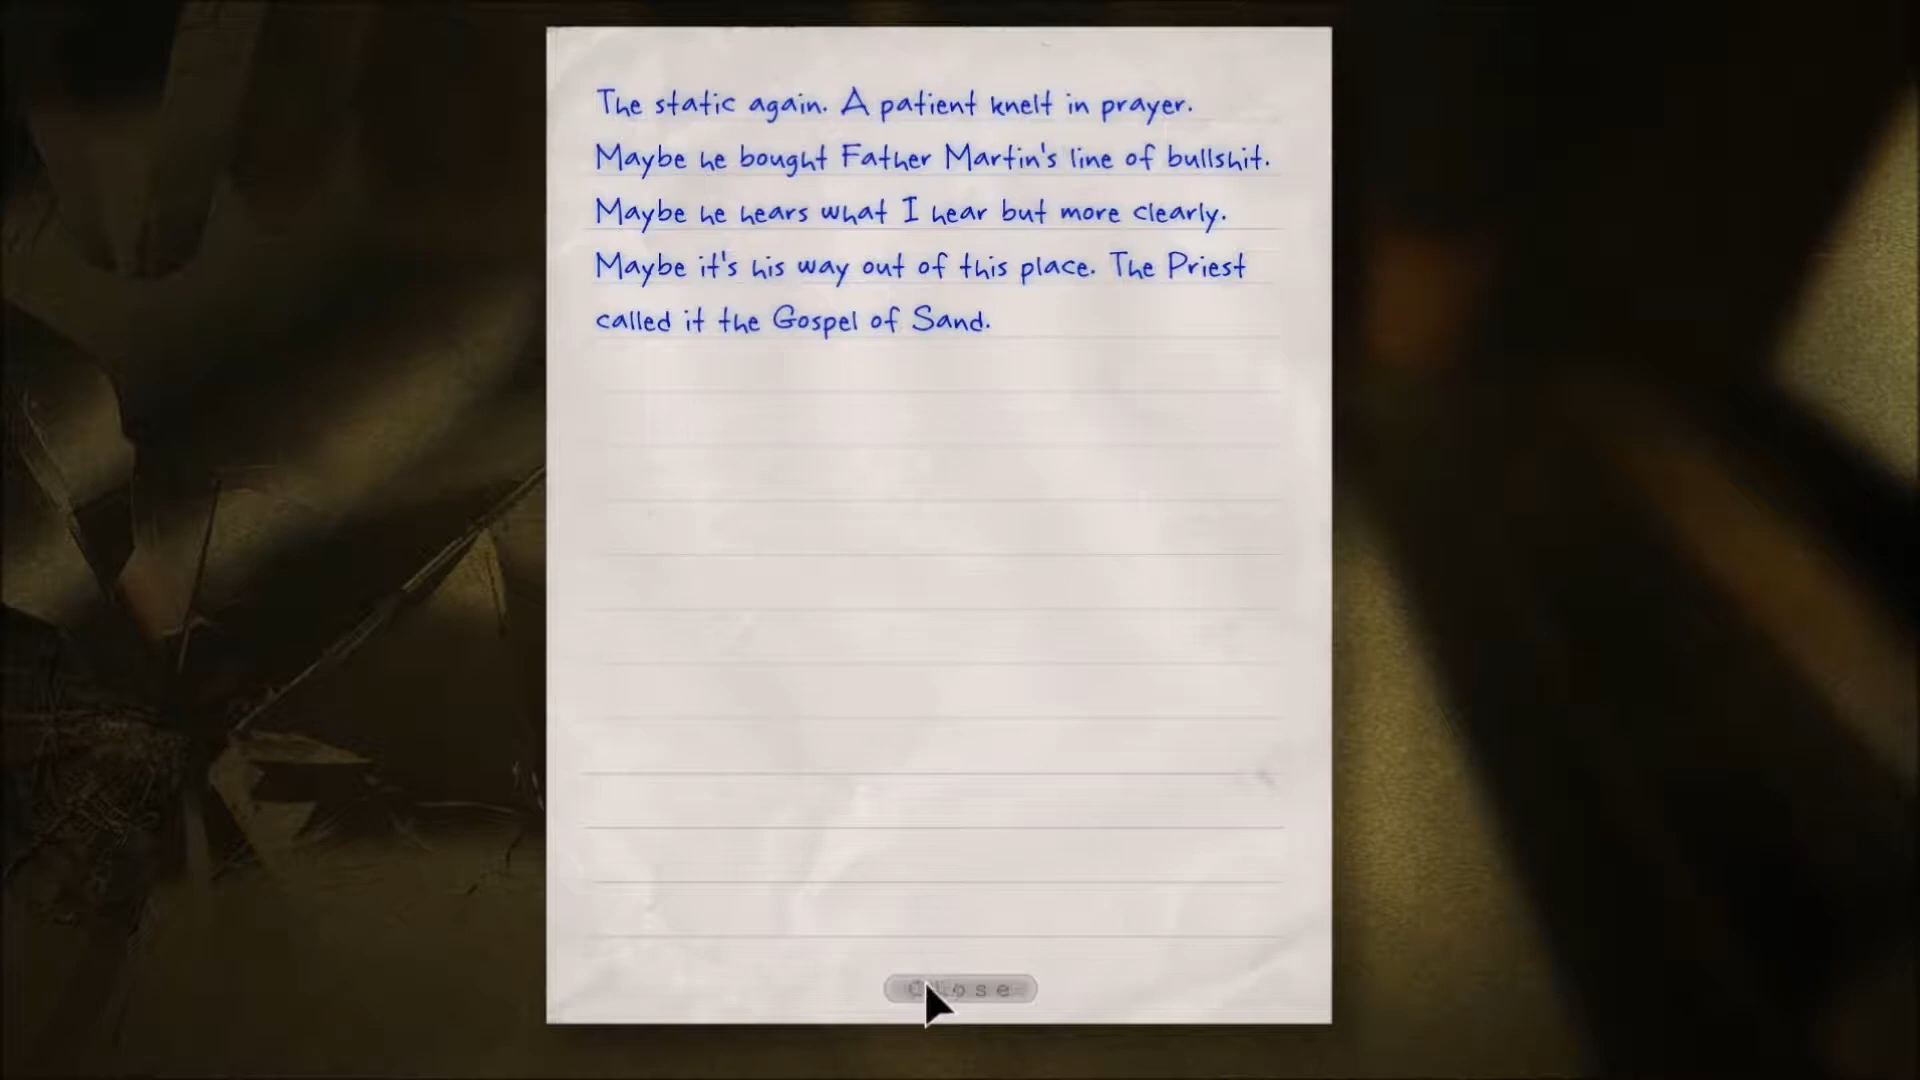 The static again. A patient knelt in prayer.
Maybe he bought Father Martin's line of bullshit.
Maybe he hears what I hear but more clearly.
Maybe it's his way out of this place. The Priest
called it the Gospel of Sand.
Close